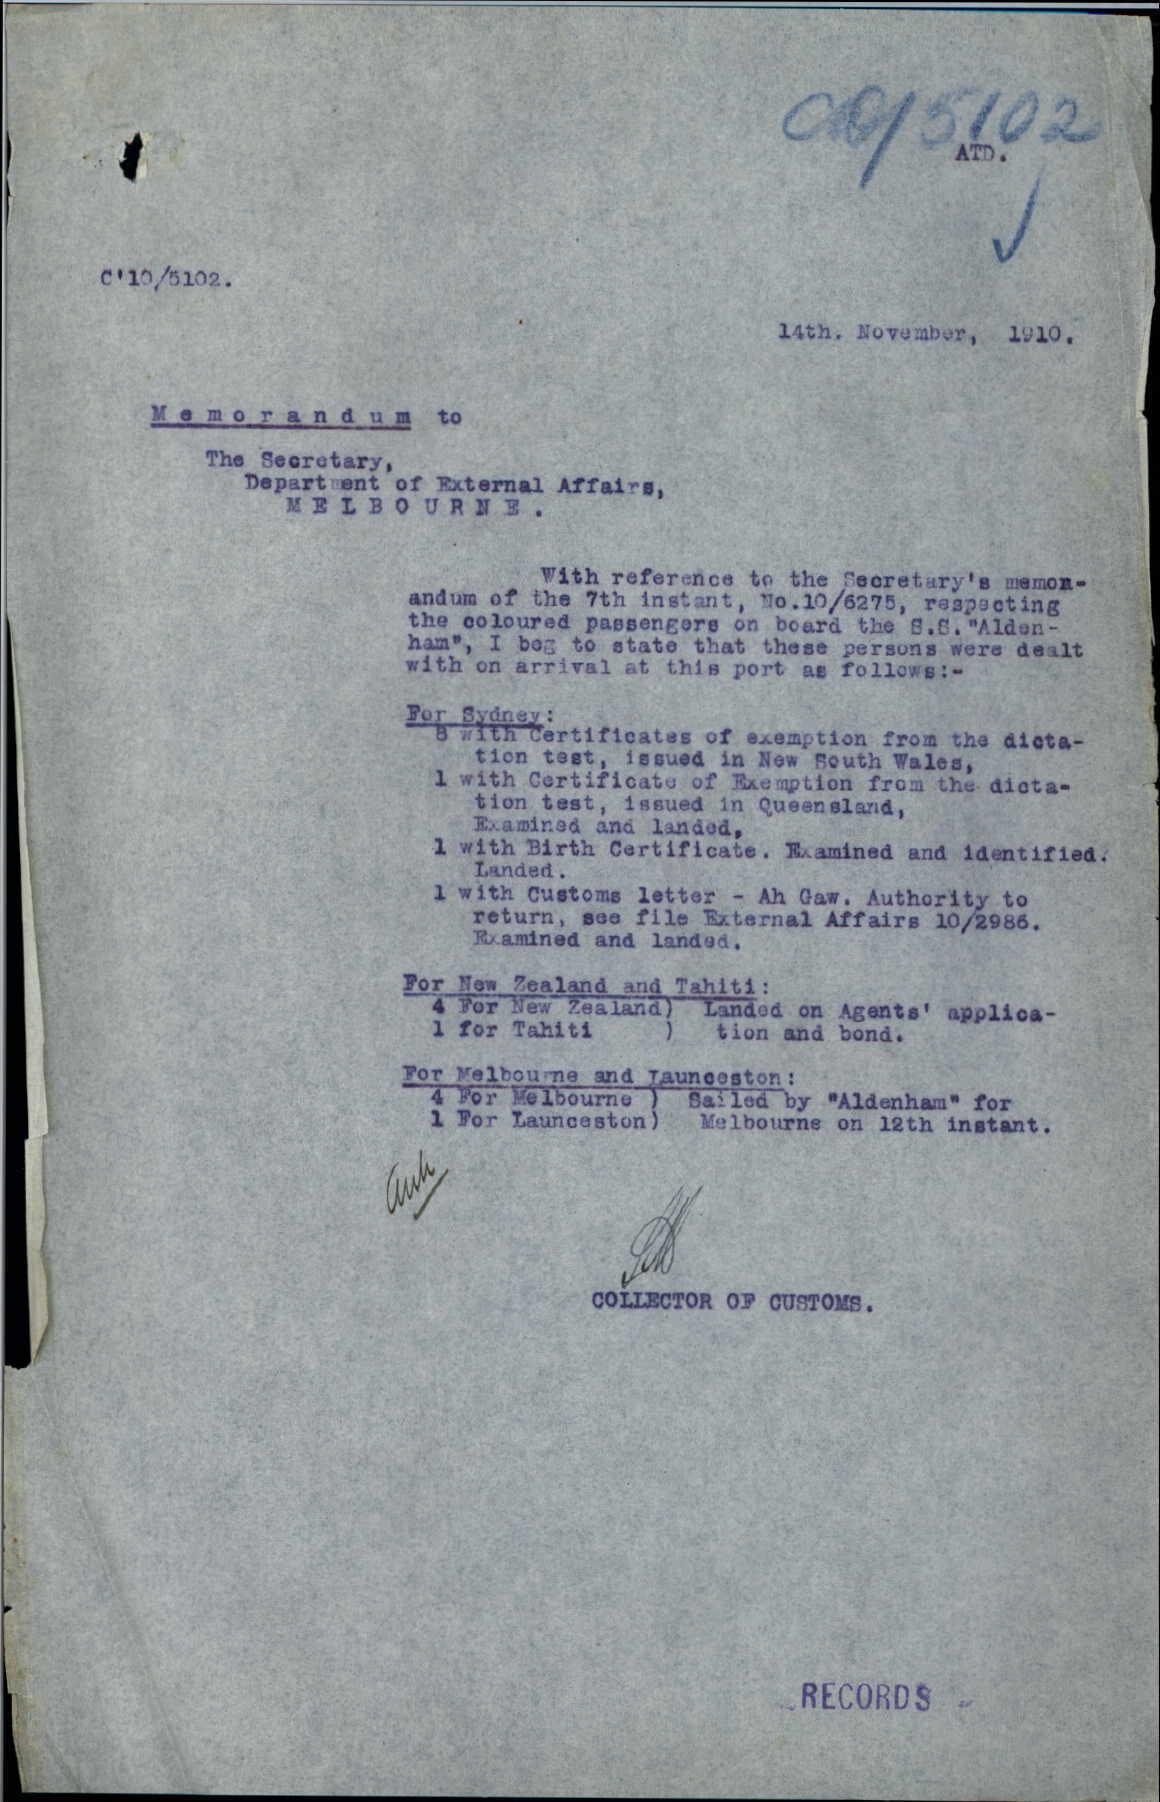 C10/5102
ATD.
C'10/5102.
14th. November, 1910.
Memorandum to
The Secretary,
Department of External Affairs,
MELBOURNE.
With reference to the Secretary's memor-
andum of the 7th instant, No.10/6275, respecting
the coloured passengers on board the S.S."Alden-
ham", I beg to state that these persons were dealt
with on arrival at this port as follows:-
For Sydney:
8 with Certificates of exemption from the dicta-
tion test, issued in New South Wales,
1 with Certificate of Exemption from the dicta-
tion test, issued in Queensland,
Examined and landed,
1 with Birth Certificate. Examined and identified.
Landed.
1 with Customs letter - Ah Gaw. Authority to
return, see file External Affairs 10/2986.
Examined and landed.
For New Zealand and Tahiti:
4 For New Zealand) Landed on Agents' applica-
1 for Tahiti ) tion and bond.
For Melbourne and Launceston:
4 For Melbourne ) Sailed by "Aldenham" for
1 For Launceston) Melbourne on 12th instant.
COLLECTOR OF CUSTOMS.
RECORDS